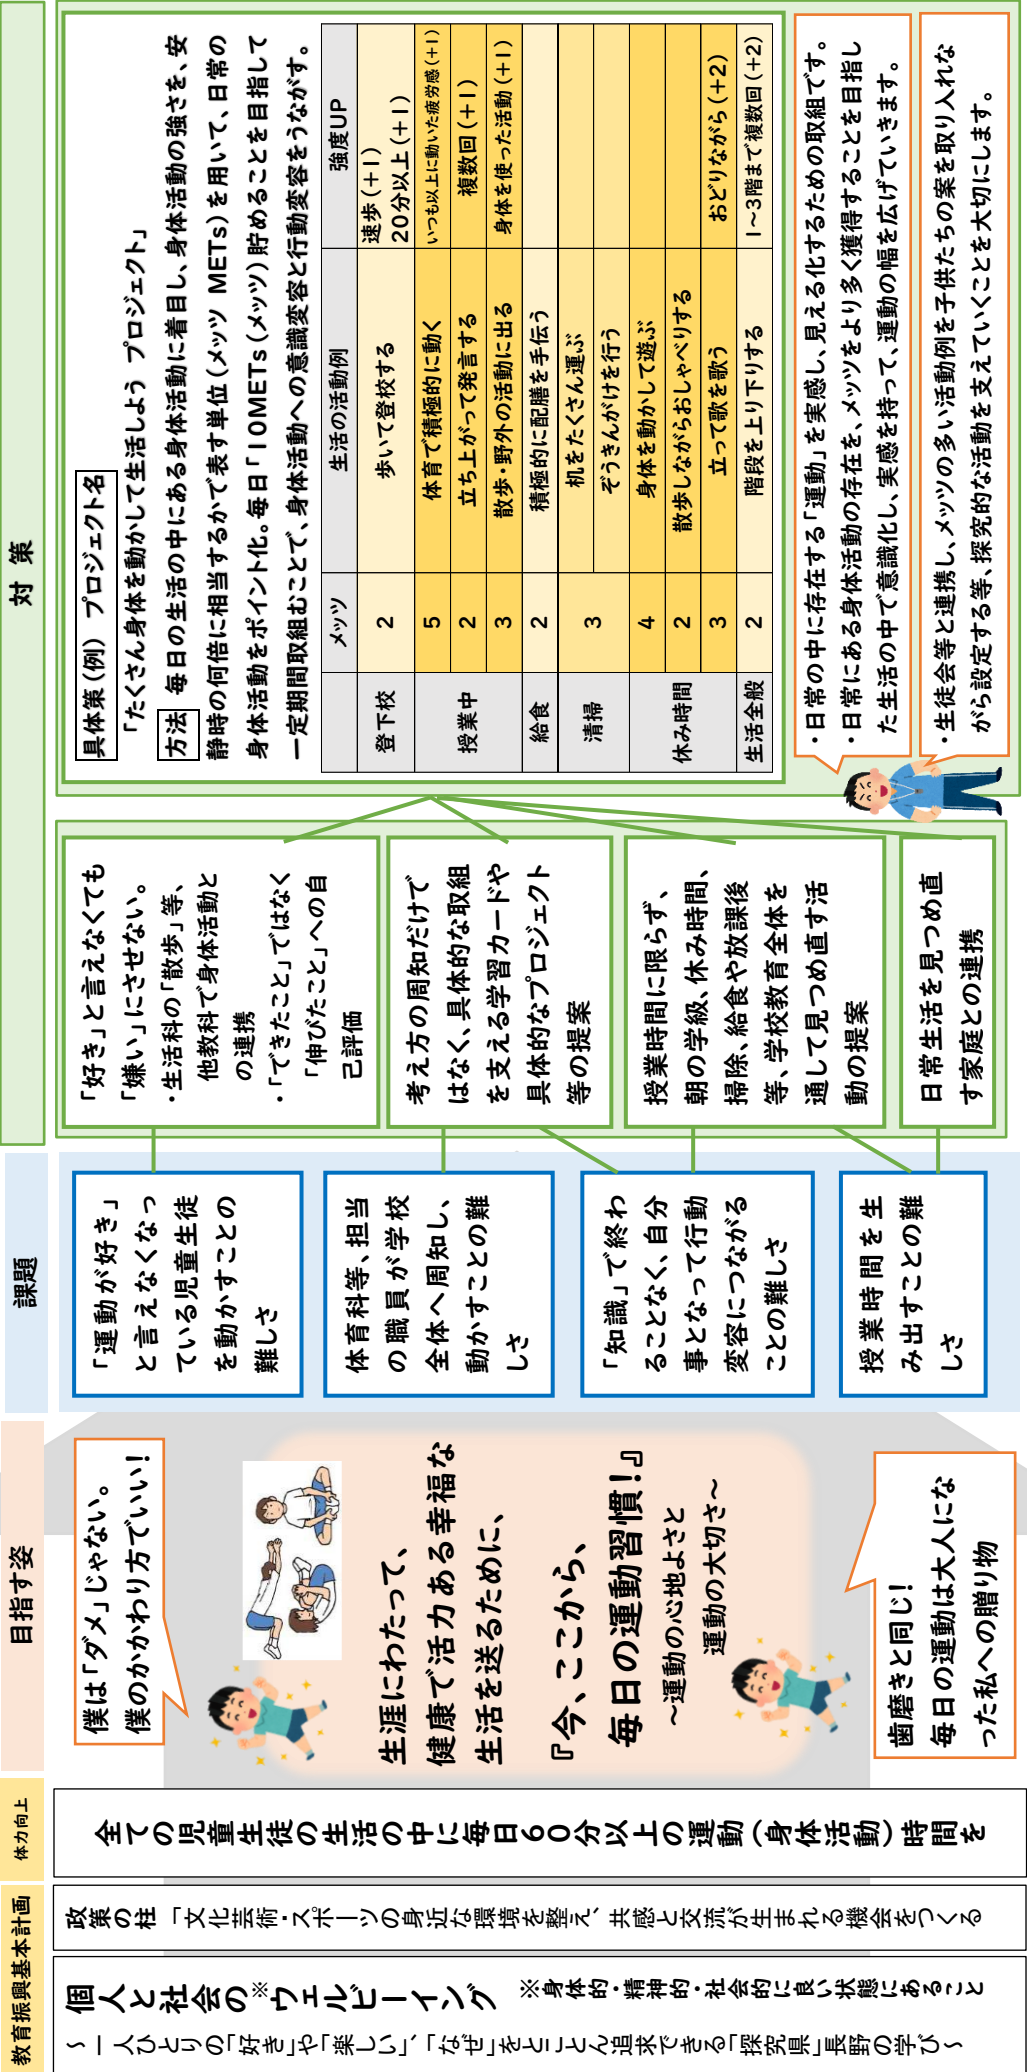 教育振興基本計画
個人と社会の※ウェルビーイング　※身体的・精神的・社会的に良い状態にあること
～一人ひとりの「好き」や「楽しい」、「なぜ」をとことん追求できる「探究県」長野の学び～
政策の柱　「文化芸術・スポーツの身近な環境を整え、共感と交流が生まれる機会をつくる
体力向上
全ての児童生徒の生活の中に毎日60分以上の運動（身体活動）時間を
目指す姿
僕は「ダメ」じゃない。
僕のかかわり方でいい！
生涯にわたって、
健康で活力ある幸福な
生活を送るために、
『今、ここから、
毎日の運動習慣！』
～運動の心地よさと
運動の大切さ～
歯磨きと同じ！
毎日の運動は大人にな
った私への贈り物
課題
「運動が好き」
と言えなくなっ
ている児童生徒
を動かすことの
難しさ
体育科等、担当
の職員が学校
全体へ周知し、
動かすことの難
しさ
「知識」で終わ
ることなく、自分
事となって行動
変容につながる
ことの難しさ
授業時間を生
み出すことの難
しさ
対策
「好き」と言えなくても
「嫌い」にさせない。
・生活科の「散歩」等、
他教科で身体活動と
の連携
・「できたこと」ではなく
「伸びたこと」への自
己評価
考え方の周知だけで
はなく、具体的な取組
を支える学習カードや
具体的なプロジェクト
等の提案
授業時間に限らず、
朝の学級、休み時間、
掃除、給食や放課後
等、学校教育全体を
通して見つめ直す活
動の提案
日常生活を見つめ直
す家庭との連携
具体策（例）　プロジェクト名
「たくさん身体を動かして生活しよう　プロジェクト」
方法　毎日の生活の中にある身体活動に着目し、身体活動の強さを、安
静時の何倍に相当するかで表す単位（メッツ　METs）を用いて、日常の
身体活動をポイント化。毎日「10METs（メッツ）貯めることを目指して
一定期間取組むことで、身体活動への意識変容と行動変容をうながす。
メッツ　生活の活動例　強度UP
登下校　2　歩いて登校する　速歩（＋1）
20分以上（＋1）
授業中　5　体育で積極的に動く　いつも以上に動いた疲労感（＋1）
2　立ち上がって発言する　複数回（＋1）
3　散歩・野外の活動に出る　身体を使った活動（＋1）
給食　2　積極的に配膳を手伝う
清掃　3　机をたくさん運ぶ
ぞうきんがけを行う
休み時間　4　身体を動かして遊ぶ
2　散歩しながらおしゃべりする
3　立って歌を歌う　おどりながら（＋2）
生活全般　2　階段を上り下りする　1～3階まで複数回（＋2）
・日常の中に存在する「運動」を実感し、見える化するための取組です。
・日常にある身体活動の存在を、メッツをより多く獲得することを目指し
た生活の中で意識化し、実感を持って、運動の幅を広げていきます。
・生徒会等と連携し、メッツの多い活動例を子供たちの案を取り入れな
がら設定する等、探究的な活動を支えていくことを大切にします。